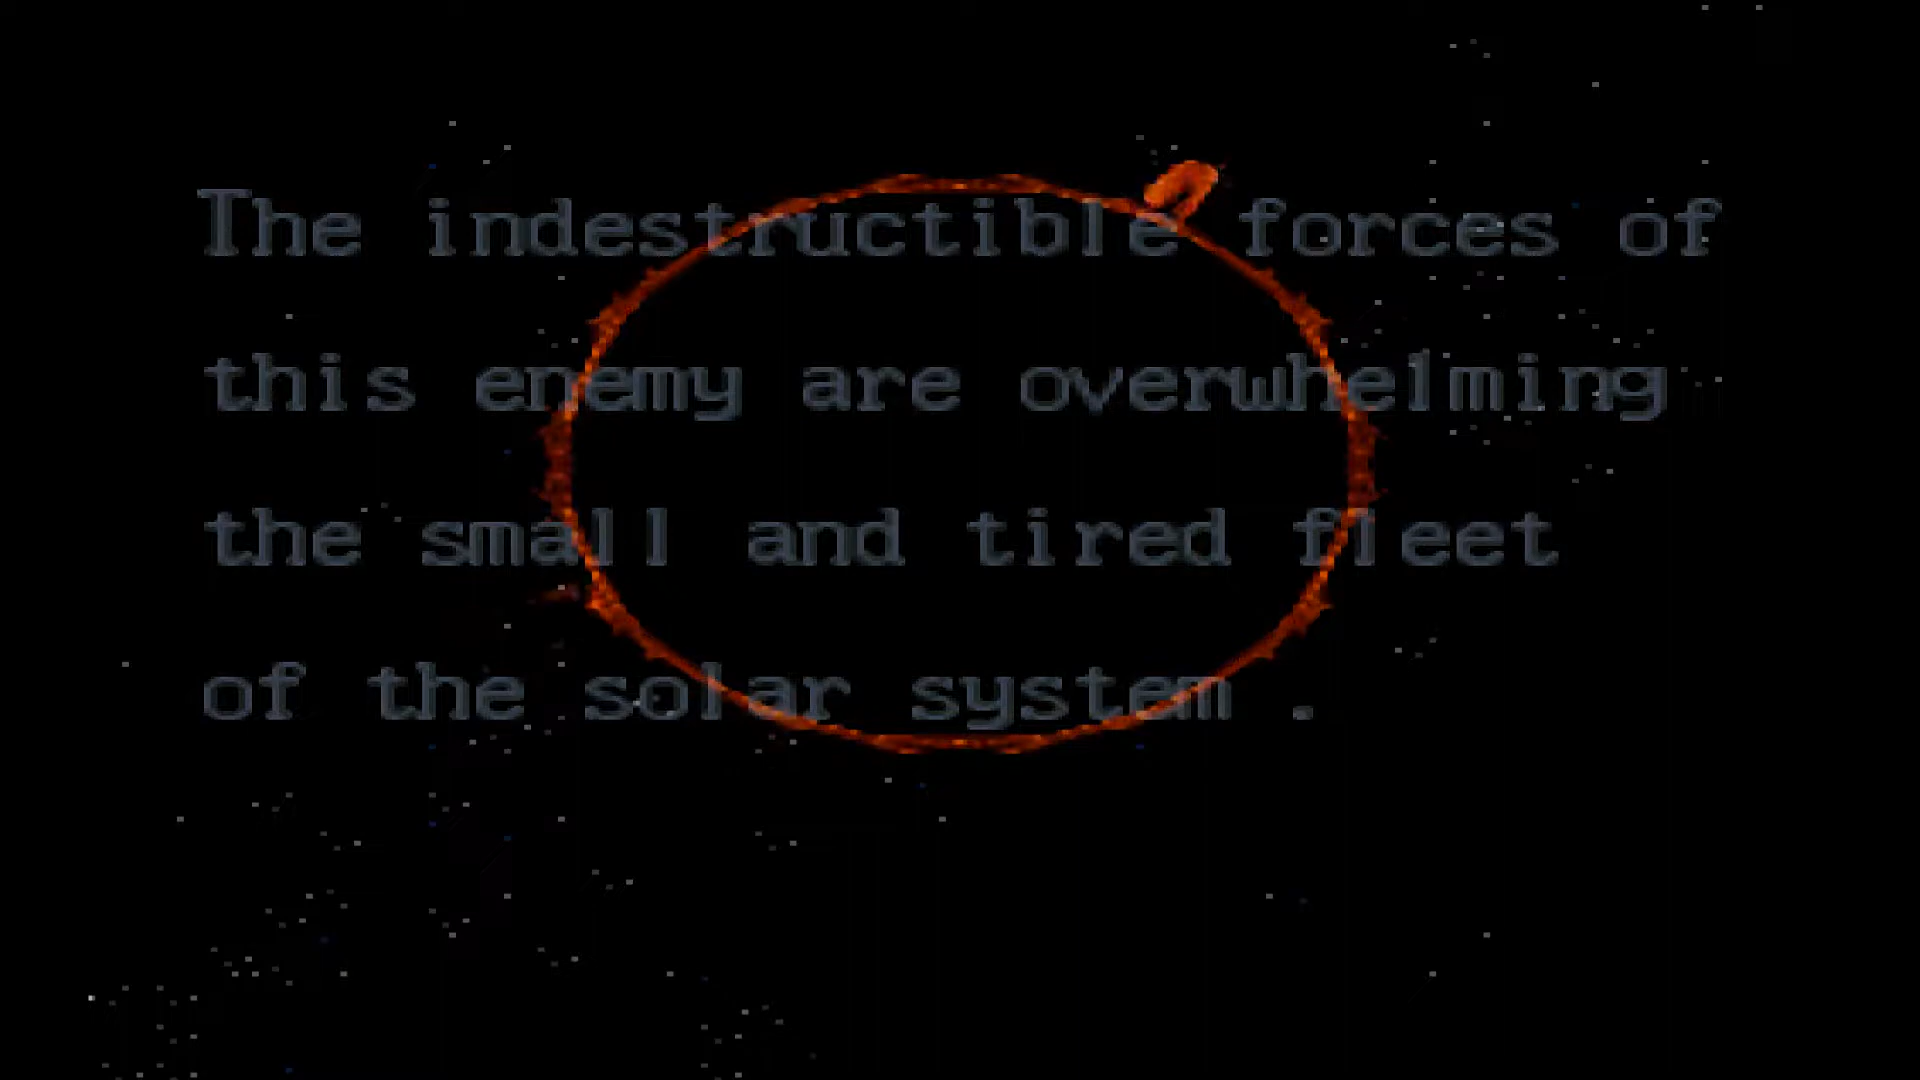 The indestructible forces of
this enemy are overwhelming
the small and tired fleet
of the solar system .